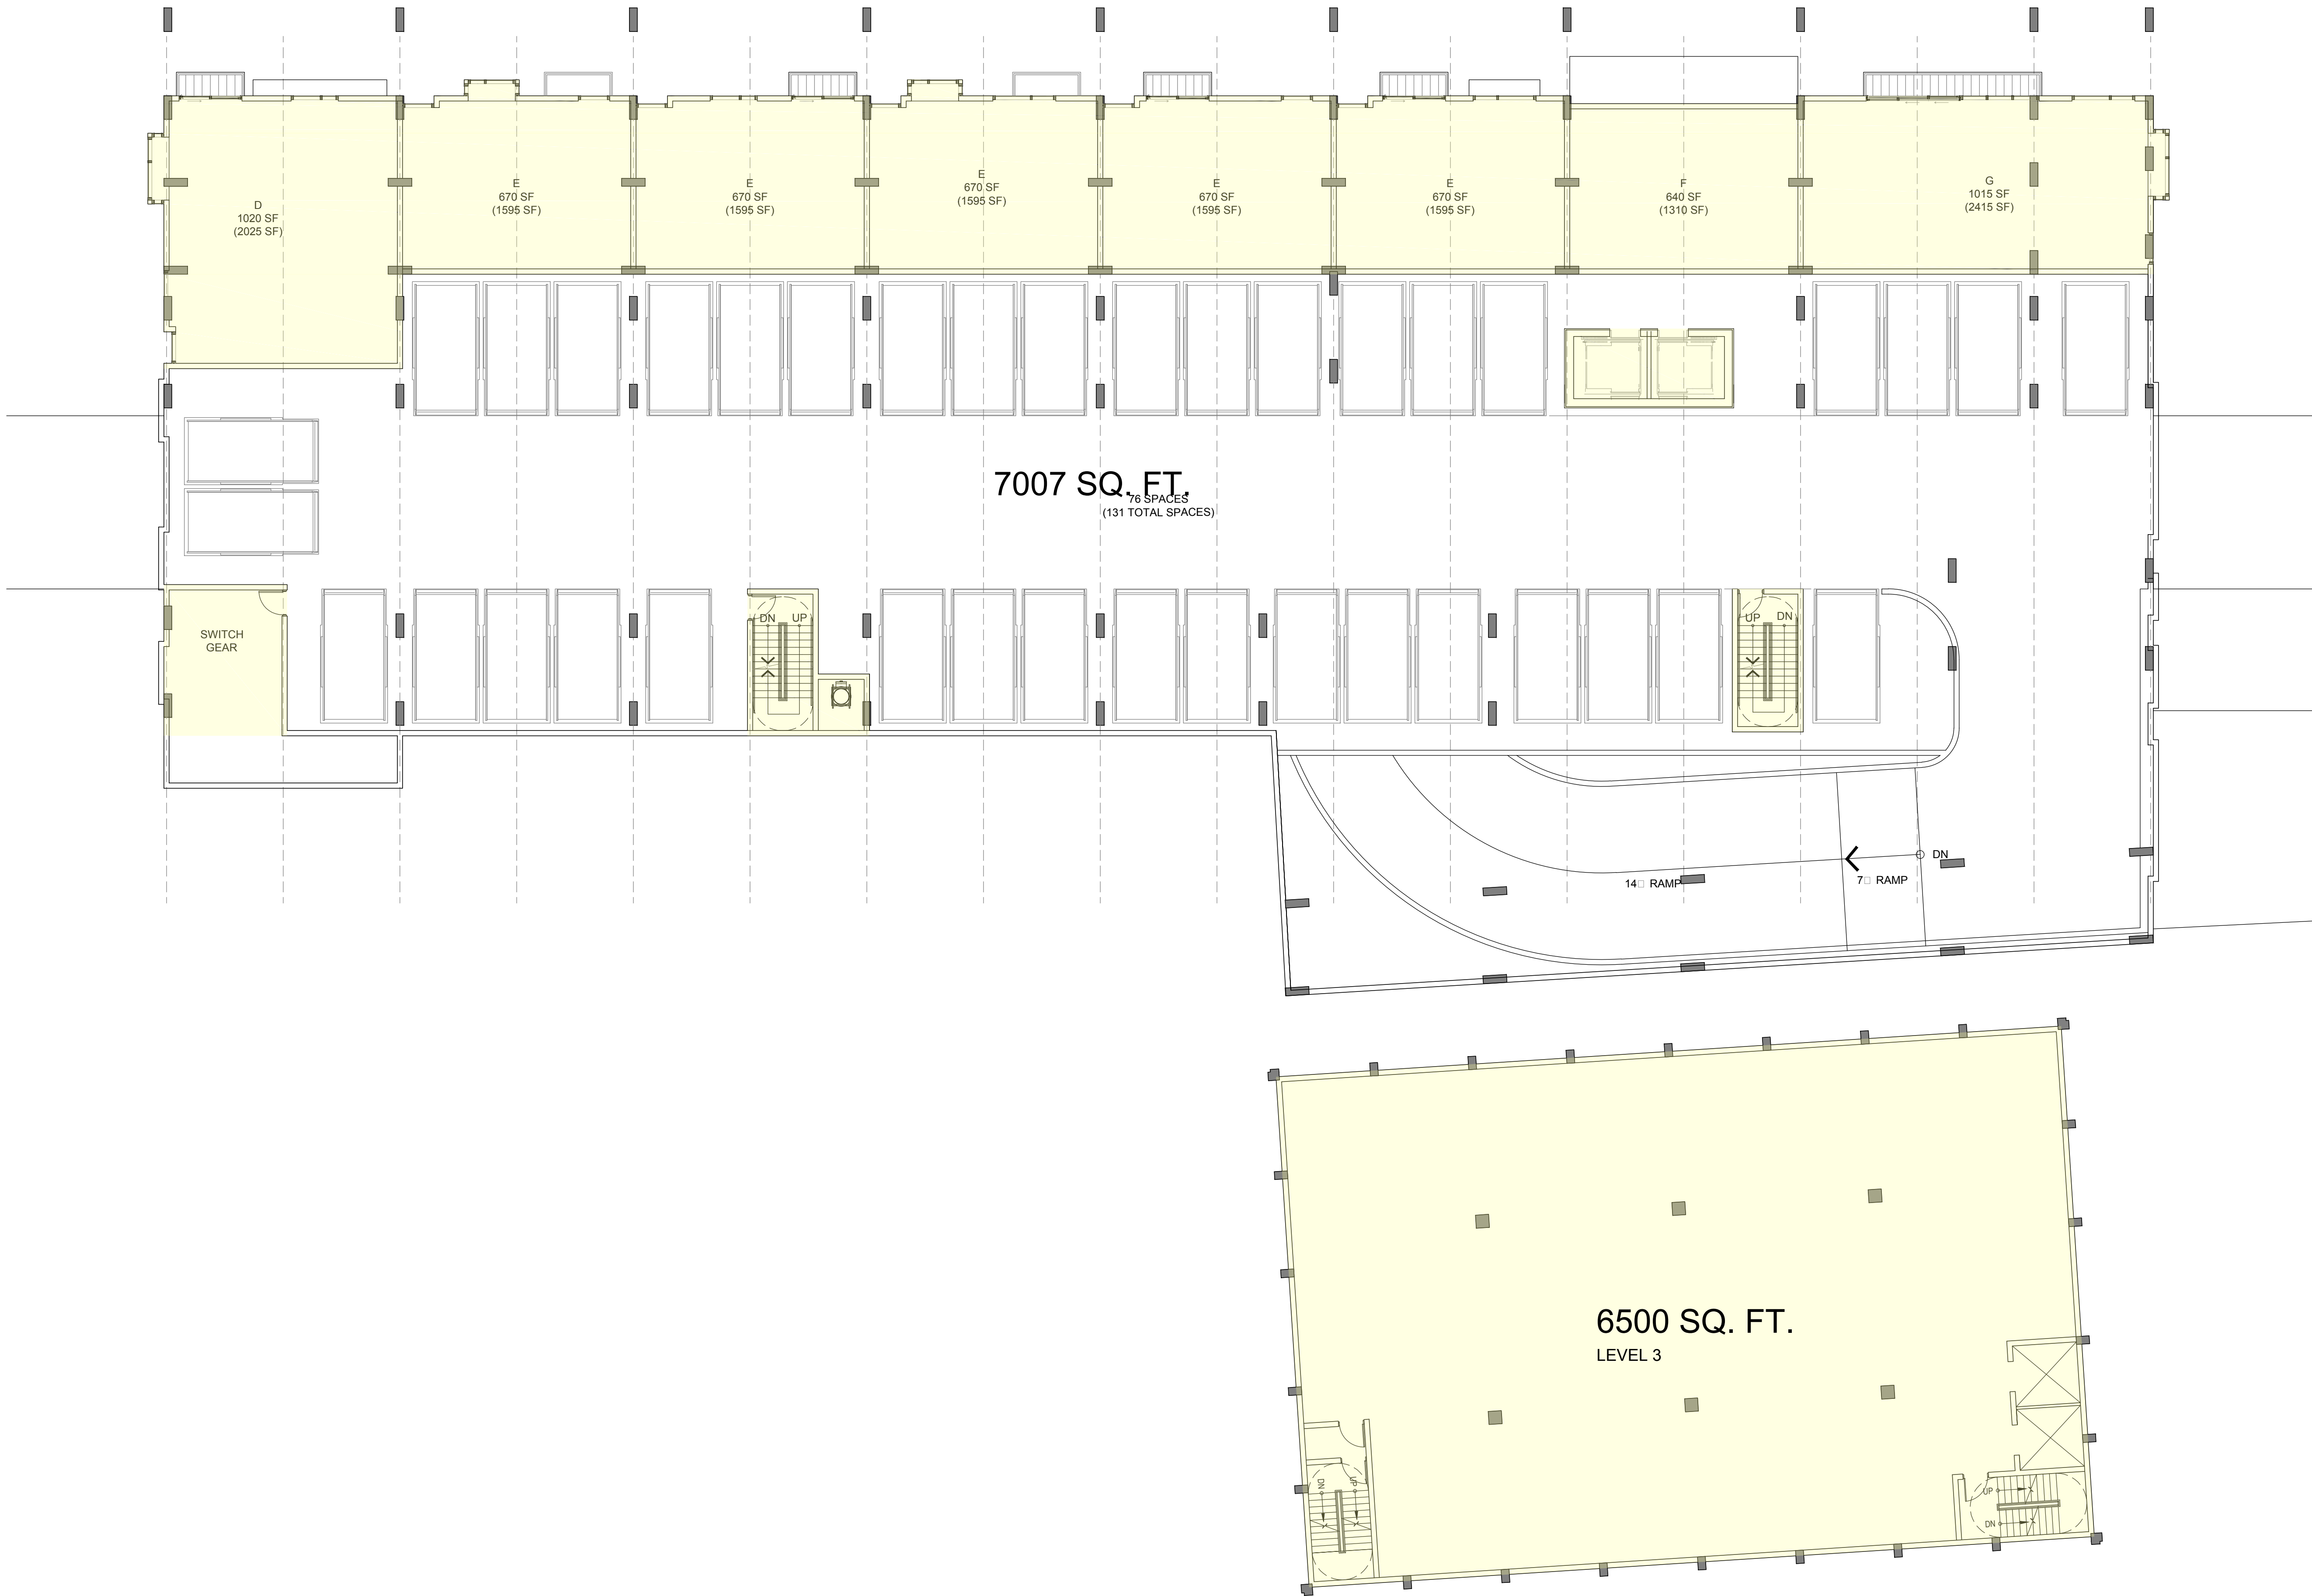 D
1020 SF
(2025 SF)
E
670 SF
(1595 SF)
E
670 SF
(1595 SF)
E
670 SF
(1595 SF)
E
670 SF
(1595 SF)
E
670 SF
(1595 SF)
F
640 SF
(1310 SF)
G
1015 SF
(2415 SF)
7007 SQ. FT.
76 SPACES
(131 TOTAL SPACES)
SWITCH
GEAR
DN UP
UP DN
DN
14□ RAMP
7□ RAMP
6500 SQ. FT.
LEVEL 3
DN UP
UP
DN